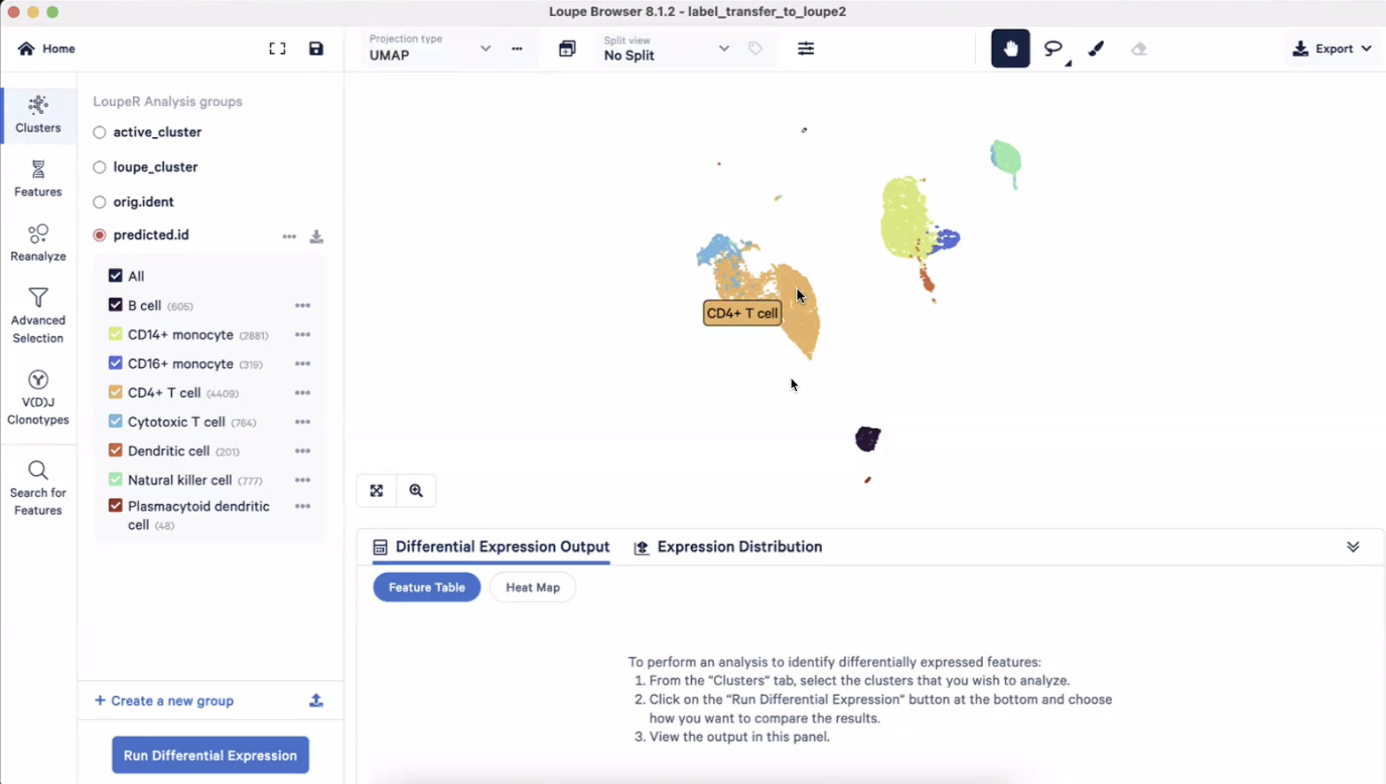 Loupe Browser 8.1.2 - label_transfer_to_loupe2
Home
Projection type
UMAP
Split view
No Split
Export
Clusters
Features
Reanalyze
Advanced
Selection
V(D)J
Clonotypes
Search for
Features
LoupeR Analysis groups
active_cluster
loupe_cluster
orig.ident
predicted.id
All
B cell (605)
CD14+ monocyte (2881)
CD16+ monocyte (319)
CD4+ T cell (4409)
Cytotoxic T cell (764)
Dendritic cell (201)
Natural killer cell (777)
Plasmacytoid dendritic
cell (48)
+ Create a new group
Run Differential Expression
CD4+ T cell
Differential Expression Output
Expression Distribution
Feature Table
Heat Map
To perform an analysis to identify differentially expressed features:
1. From the "Clusters" tab, select the clusters that you wish to analyze.
2. Click on the "Run Differential Expression" button at the bottom and choose
how you want to compare the results.
3. View the output in this panel.